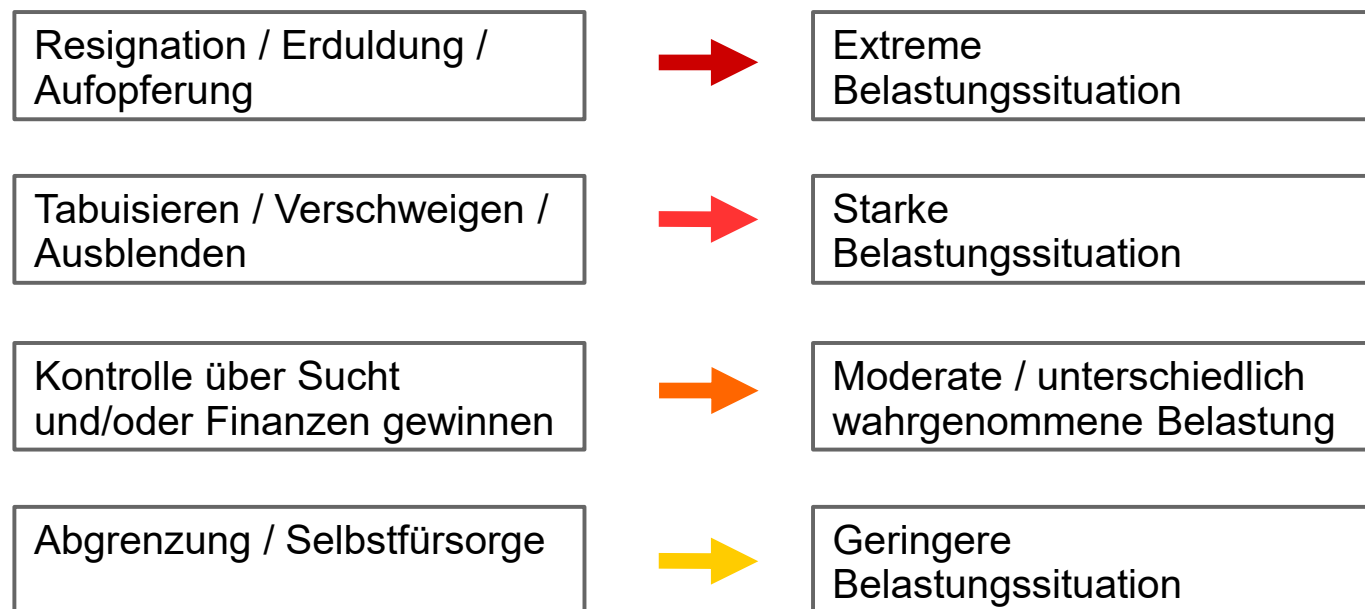 Resignation / Erduldung /
Aufopferung
Extreme
Belastungssituation
Tabuisieren / Verschweigen /
Ausblenden
Starke
Belastungssituation
Kontrolle über Sucht
und/oder Finanzen gewinnen
Moderate / unterschiedlich
wahrgenommene Belastung
Abgrenzung / Selbstfürsorge
Geringere
Belastungssituation